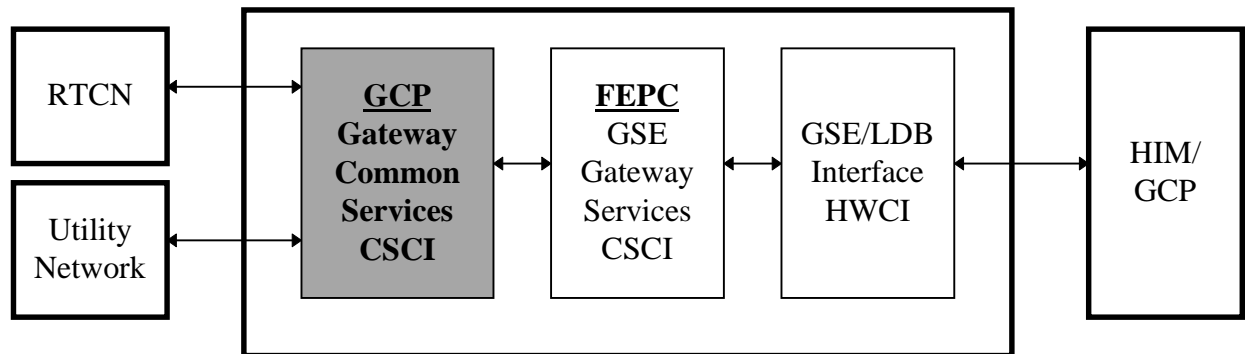 RTCN
Utility
Network
GCP
Gateway
Common
Services
CSCI
FEPC
GSE
Gateway
Services
CSCI
GSE/LDB
Interface
HWCI
HIM/
GCP